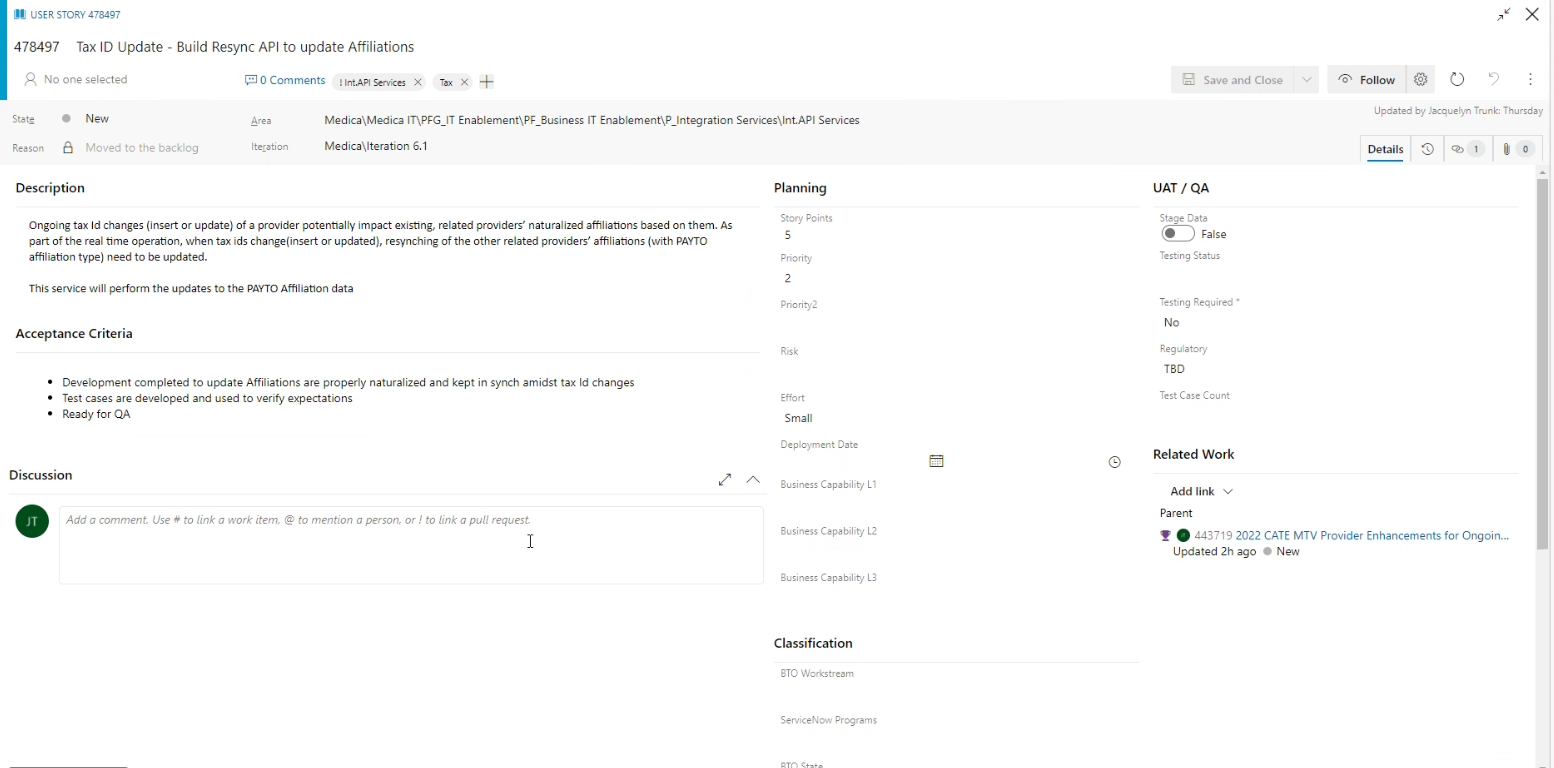 USER STORY 478497
478497 Tax ID Update - Build Resync API to update Affiliations
No one selected
0 Comments
! Int.API Services
Tax
Save and Close
Follow
State
New
Area
Medica\Medica IT\PFG_IT Enablement\PF_Business IT Enablement\P_Integration Services\Int.API Services
Updated by Jacquelyn Trunk: Thursday
Reason
Moved to the backlog
Iteration
Medica\Iteration 6.1
Details
1
0
Description
Ongoing tax Id changes (insert or update) of a provider potentially impact existing, related providers' naturalized affiliations based on them. As
part of the real time operation, when tax ids change(insert or updated), resynching of the other related providers' affiliations (with PAYTO
affiliation type) need to be updated.
This service will perform the updates to the PAYTO Affiliation data
Acceptance Criteria
• Development completed to update Affiliations are properly naturalized and kept in synch amidst tax Id changes
• Test cases are developed and used to verify expectations
• Ready for QA
Discussion
JT
Add a comment. Use # to link a work item, @ to mention a person, or ! to link a pull request.
Planning
Story Points
5
Priority
2
Priority2
Risk
Effort
Small
Deployment Date
Business Capability L1
Business Capability L2
Business Capability L3
Classification
BTO Workstream
ServiceNow Programs
BTO State
UAT / QA
Stage Data
False
Testing Status
Testing Required *
No
Regulatory
TBD
Test Case Count
Related Work
Add link
Parent
443719 2022 CATE MTV Provider Enhancements for Ongoin...
Updated 2h ago
New